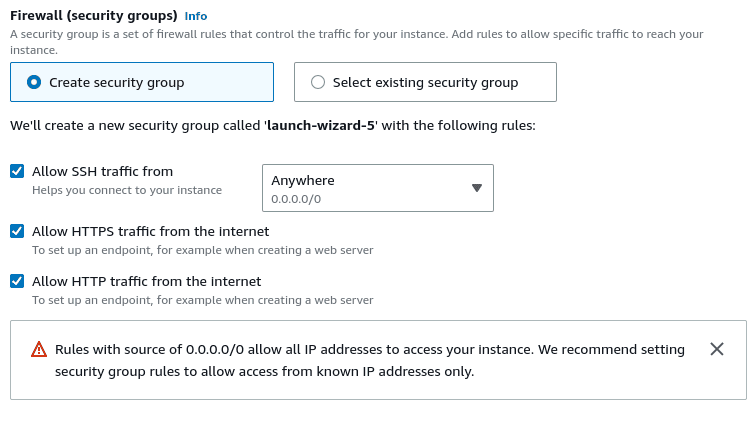 Firewall (security groups) Info
A security group is a set of firewall rules that control the traffic for your instance. Add rules to allow specific traffic to reach your
instance.
Create security group
Select existing security group
We'll create a new security group called 'launch-wizard-5' with the following rules:
Allow SSH traffic from
Helps you connect to your instance
Anywhere
0.0.0.0/0
Allow HTTPS traffic from the internet
To set up an endpoint, for example when creating a web server
Allow HTTP traffic from the internet
To set up an endpoint, for example when creating a web server
Rules with source of 0.0.0.0/0 allow all IP addresses to access your instance. We recommend setting
security group rules to allow access from known IP addresses only.